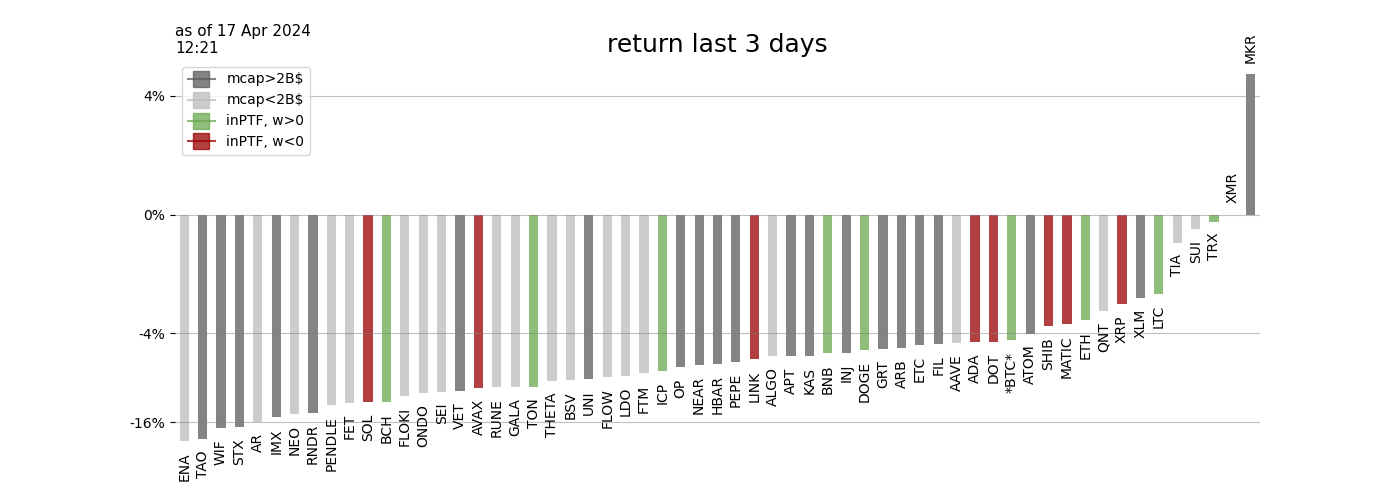 as of 17 Apr 2024
12:21
return last 3 days
mcap>2B$
mcap<2B$
inPTF, w>0
inPTF, w<0
4%
0%
-4%
-16%
ENA
TAO
WIF
STX
AR
IMX
NEO
RNDR
PENDLE
FET
SOL
BCH
FLOKI
ONDO
SEI
VET
AVAX
RUNE
GALA
TON
THETA
BSV
UNI
FLOW
LDO
FTM
ICP
OP
NEAR
HBAR
PEPE
LINK
ALGO
APT
KAS
BNB
INJ
DOGE
GRT
ARB
ETC
FIL
AAVE
ADA
DOT
*BTC*
ATOM
SHIB
MATIC
ETH
QNT
XRP
XLM
LTC
TIA
SUI
TRX
XMR
MKR